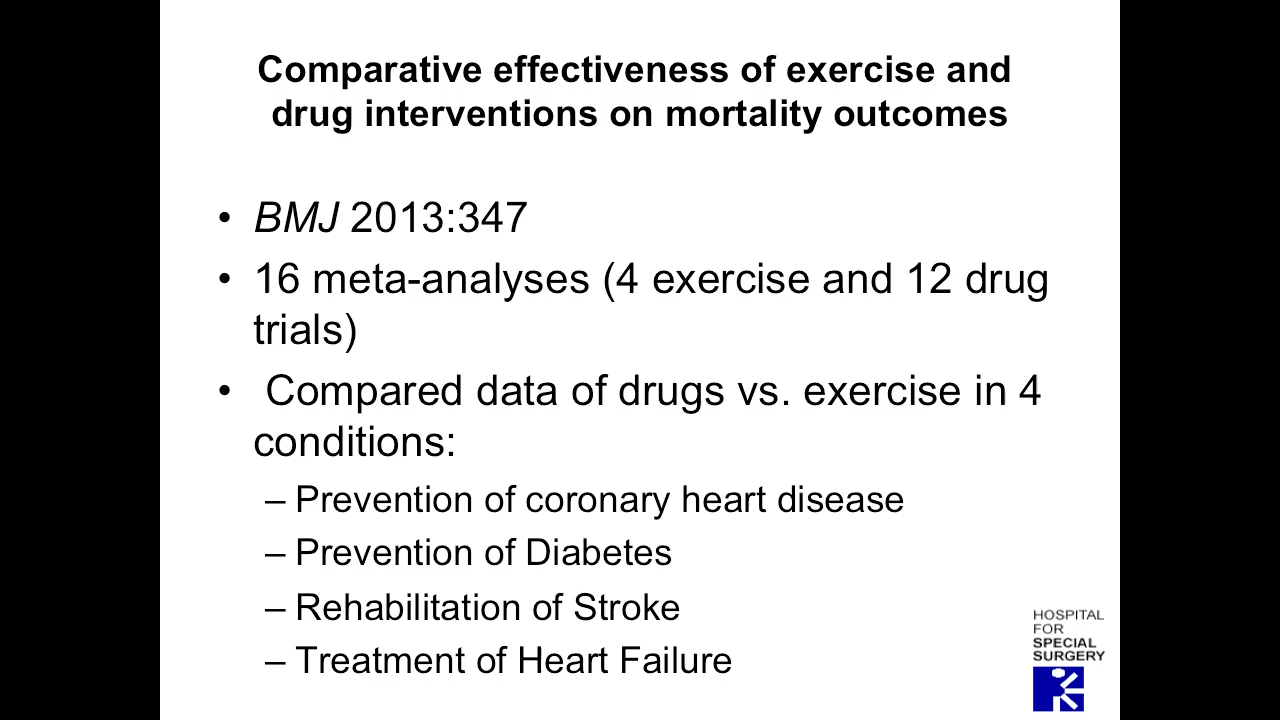 Comparative effectiveness of exercise and
drug interventions on mortality outcomes
• BMJ 2013:347
• 16 meta-analyses (4 exercise and 12 drug
trials)
• Compared data of drugs vs. exercise in 4
conditions:
– Prevention of coronary heart disease
– Prevention of Diabetes
– Rehabilitation of Stroke
– Treatment of Heart Failure
HOSPITAL
FOR
SPECIAL
SURGERY